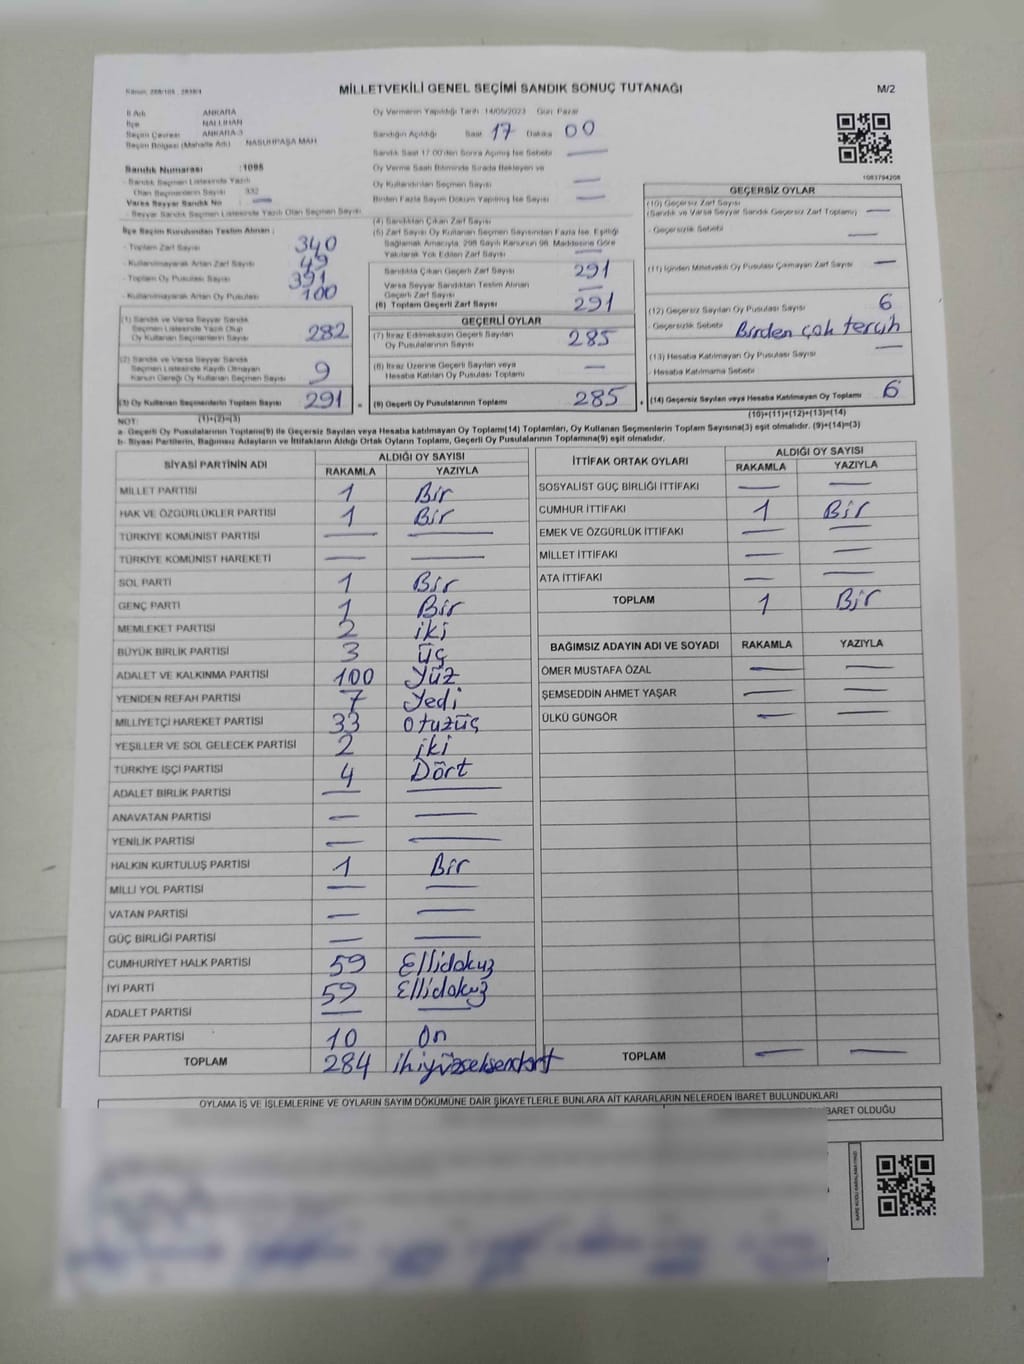 Kanun: 298/105 , 2839/4
MİLLETVEKİLİ GENEL SEÇİMİ SANDIK SONUÇ TUTANAĞI
M/2
İl Adı ANKARA
İlçe NALLIHAN
Seçim Çevresi ANKARA-3
Seçim Bölgesi (Mahalle Adı) NASUHPAŞA MAH.
Sandık Numarası :1095
- Sandık Seçmen Listesinde Yazılı
Olan Seçmenlerin Sayısı 332
Varsa Seyyar Sandık No —
- Seyyar Sandık Seçmen Listesinde Yazılı Olan Seçmen Sayısı
İlçe Seçim Kurulundan Teslim Alınan ;
- Toplam Zarf Sayısı 340
- Kullanılmayarak Artan Zarf Sayısı 49
- Toplam Oy Pusulası Sayısı 391
- Kullanılmayarak Artan Oy Pusulası 100
(1) Sandık ve Varsa Seyyar Sandık
Seçmen Listesinde Yazılı Olup
Oy Kullanan Seçmenlerin Sayısı 282
(2) Sandık ve Varsa Seyyar Sandık
Seçmen Listesinde Kayıtlı Olmayan
Kanun Gereği Oy Kullanan Seçmen Sayısı 9
(3) Oy Kullanan Seçmenlerin Toplam Sayısı 291 =
(1)+(2)=(3)
Oy Vermenin Yapıldığı Tarih 14/05/2023 Gün Pazar
Sandığın Açıldığı Saat 17 Dakika 00
Sandık Saat 17:00'den Sonra Açılmış İse Sebebi —
Oy Verme Saati Bitiminde Sırada Bekleyen ve
Oy Kullandırılan Seçmen Sayısı —
Birden Fazla Sayım Döküm Yapılmış İse Sayısı —
(4) Sandıktan Çıkan Zarf Sayısı
(5) Zarf Sayısı Oy Kullanan Seçmen Sayısından Fazla İse, Eşitliği
Sağlamak Amacıyla, 298 Sayılı Kanunun 98. Maddesine Göre
Yakılarak Yok Edilen Zarf Sayısı —
Sandıkta Çıkan Geçerli Zarf Sayısı 291
Varsa Seyyar Sandıktan Teslim Alınan
Geçerli Zarf Sayısı —
(6) Toplam Geçerli Zarf Sayısı 291
GEÇERLİ OYLAR
(7) İtiraz Edilmeksizin Geçerli Sayılan
Oy Pusulalarının Sayısı 285
(8) İtiraz Üzerine Geçerli Sayılan veya
Hesaba Katılan Oy Pusulası Toplamı —
(9) Geçerli Oy Pusulalarının Toplamı 285 +
1083794208
GEÇERSİZ OYLAR
(10) Geçersiz Zarf Sayısı
(Sandık ve Varsa Seyyar Sandık Geçersiz Zarf Toplamı) —
- Geçersizlik Sebebi —
(11) İçinden Milletvekili Oy Pusulası Çıkmayan Zarf Sayısı —
(12) Geçersiz Sayılan Oy Pusulası Sayısı 6
- Geçersizlik Sebebi Birden çok tercih
(13) Hesaba Katılmayan Oy Pusulası Sayısı —
- Hesaba Katılmama Sebebi
(14) Geçersiz Sayılan veya Hesaba Katılmayan Oy Toplamı 6
(10)+(11)+(12)+(13)=(14)
NOT:
a- Geçerli Oy Pusulalarının Toplamı(9) ile Geçersiz Sayılan veya Hesaba katılmayan Oy Toplamı(14) Toplamları, Oy Kullanan Seçmenlerin Toplam Sayısına(3) eşit olmalıdır. (9)+(14)=(3)
b- Siyasi Partilerin, Bağımsız Adayların ve İttifakların Aldığı Ortak Oyların Toplamı, Geçerli Oy Pusulalarının Toplamına(9) eşit olmalıdır.
SİYASİ PARTİNİN ADI ALDIĞI OY SAYISI
RAKAMLA YAZIYLA
MİLLET PARTİSİ 1 Bir
HAK VE ÖZGÜRLÜKLER PARTİSİ 1 Bir
TÜRKİYE KOMÜNİST PARTİSİ — —
TÜRKİYE KOMÜNİST HAREKETİ — —
SOL PARTİ 1 Bir
GENÇ PARTİ 1 Bir
MEMLEKET PARTİSİ 2 iki
BÜYÜK BİRLİK PARTİSİ 3 üç
ADALET VE KALKINMA PARTİSİ 100 Yüz
YENİDEN REFAH PARTİSİ 7 Yedi
MİLLİYETÇİ HAREKET PARTİSİ 33 otuzüç
YEŞİLLER VE SOL GELECEK PARTİSİ 2 iki
TÜRKİYE İŞÇİ PARTİSİ 4 Dört
ADALET BİRLİK PARTİSİ — —
ANAVATAN PARTİSİ — —
YENİLİK PARTİSİ — —
HALKIN KURTULUŞ PARTİSİ 1 Bir
MİLLİ YOL PARTİSİ — —
VATAN PARTİSİ — —
GÜÇ BİRLİĞİ PARTİSİ — —
CUMHURİYET HALK PARTİSİ 59 Ellidokuz
İYİ PARTİ 59 Ellidokuz
ADALET PARTİSİ — —
ZAFER PARTİSİ 10 On
TOPLAM 284 ikiyüzseksendört
İTTİFAK ORTAK OYLARI ALDIĞI OY SAYISI
RAKAMLA YAZIYLA
SOSYALİST GÜÇ BİRLİĞİ İTTİFAKI — —
CUMHUR İTTİFAKI 1 Bir
EMEK VE ÖZGÜRLÜK İTTİFAKI — —
MİLLET İTTİFAKI — —
ATA İTTİFAKI — —
TOPLAM 1 Bir
BAĞIMSIZ ADAYIN ADI VE SOYADI RAKAMLA YAZIYLA
ÖMER MUSTAFA ÖZAL — —
ŞEMSEDDİN AHMET YAŞAR — —
ÜLKÜ GÜNGÖR — —
TOPLAM — —
OYLAMA İŞ VE İŞLEMLERİNE VE OYLARIN SAYIM DÖKÜMÜNE DAİR ŞİKAYETLERLE BUNLARA AİT KARARLARIN NELERDEN İBARET BULUNDUKLARI
İBARET OLDUĞU